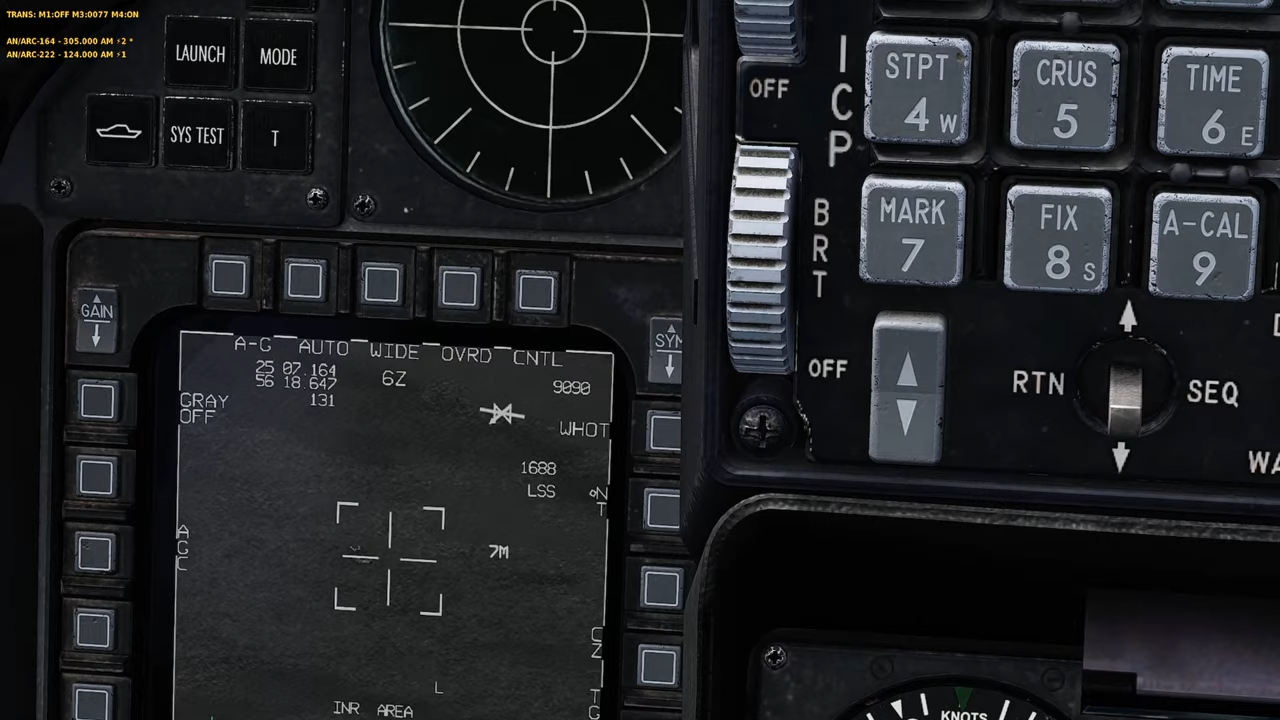 TRANS: M1:OFF M3:0077 M4:ON
AN/ARC-164 - 305.000 AM ⚡2 *
AN/ARC-222 - 124.000 AM ⚡1
LAUNCH
MODE
SYS TEST
T
OFF
ICP
STPT
4 W
CRUS
5
TIME
6 E
MARK
7
FIX
8 S
A-CAL
9
BRT
OFF
RTN
SEQ
GAIN
SYM
A-G AUTO WIDE OVRD CNTL
25 07.164
56 18.647
131
6Z
9090
GRAY
OFF
WHOT
1688
LSS
N
T
AGC
7M
CZ
TG
L
INR AREA
KNOTS